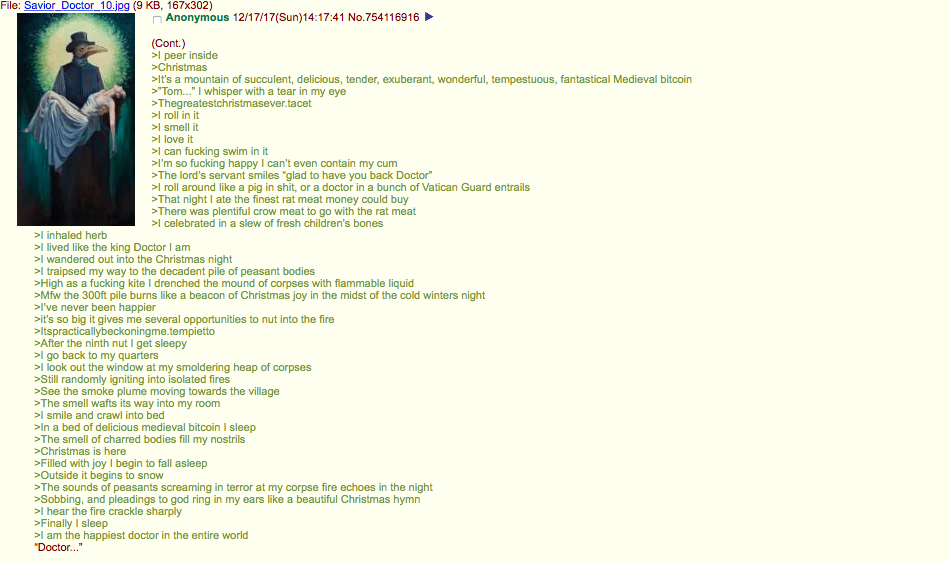 File: Savior_Doctor_10.jpg (9 KB, 167x302)
Anonymous 12/17/17(Sun)14:17:41 No.754116916
(Cont.)
>I peer inside
>Christmas
>It's a mountain of succulent, delicious, tender, exuberant, wonderful, tempestuous, fantastical Medieval bitcoin
>"Tom..." I whisper with a tear in my eye
>Thegreatestchristmasever.tacet
>I roll in it
>I smell it
>I love it
>I can fucking swim in it
>I'm so fucking happy I can't even contain my cum
>The lord's servant smiles "glad to have you back Doctor"
>I roll around like a pig in shit, or a doctor in a bunch of Vatican Guard entrails
>That night I ate the finest rat meat money could buy
>There was plentiful crow meat to go with the rat meat
>I celebrated in a slew of fresh children's bones
>I inhaled herb
>I lived like the king Doctor I am
>I wandered out into the Christmas night
>I traipsed my way to the decadent pile of peasant bodies
>High as a fucking kite I drenched the mound of corpses with flammable liquid
>Mfw the 300ft pile burns like a beacon of Christmas joy in the midst of the cold winters night
>I've never been happier
>it's so big it gives me several opportunities to nut into the fire
>Itspracticallybeckoningme.tempietto
>After the ninth nut I get sleepy
>I go back to my quarters
>I look out the window at my smoldering heap of corpses
>Still randomly igniting into isolated fires
>See the smoke plume moving towards the village
>The smell wafts its way into my room
>I smile and crawl into bed
>In a bed of delicious medieval bitcoin I sleep
>The smell of charred bodies fill my nostrils
>Christmas is here
>Filled with joy I begin to fall asleep
>Outside it begins to snow
>The sounds of peasants screaming in terror at my corpse fire echoes in the night
>Sobbing, and pleadings to god ring in my ears like a beautiful Christmas hymn
>I hear the fire crackle sharply
>Finally I sleep
>I am the happiest doctor in the entire world
"Doctor..."